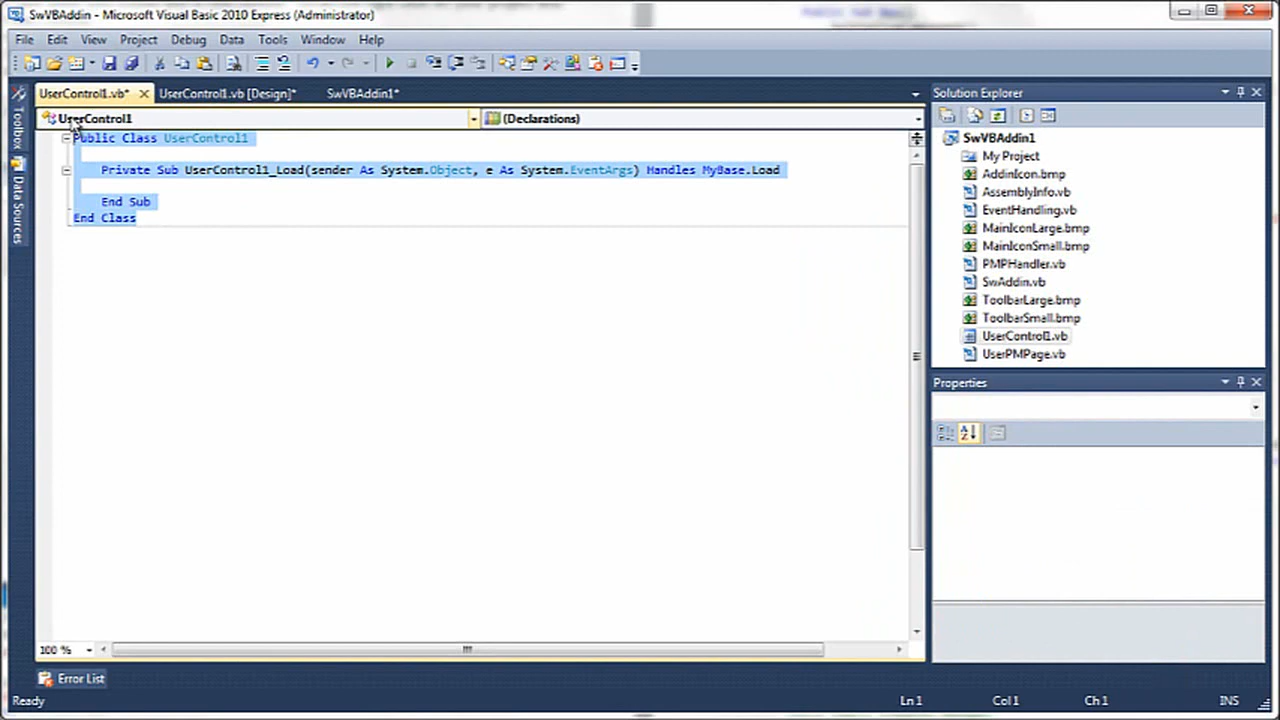 SwVBAddin - Microsoft Visual Basic 2010 Express (Administrator)
File Edit View Project Debug Data Tools Window Help
UserControl1.vb* UserControl1.vb [Design]* SwVBAddin1*
UserControl1 (Declarations)
Public Class UserControl1
Private Sub UserControl1_Load(sender As System.Object, e As System.EventArgs) Handles MyBase.Load
End Sub
End Class
100 %
Toolbox
Data Sources
Solution Explorer
SwVBAddin1
My Project
AddinIcon.bmp
AssemblyInfo.vb
EventHandling.vb
MainIconLarge.bmp
MainIconSmall.bmp
PMPHandler.vb
SwAddin.vb
ToolbarLarge.bmp
ToolbarSmall.bmp
UserControl1.vb
UserPMPage.vb
Properties
Error List
Ready Ln 1 Col 1 Ch 1 INS